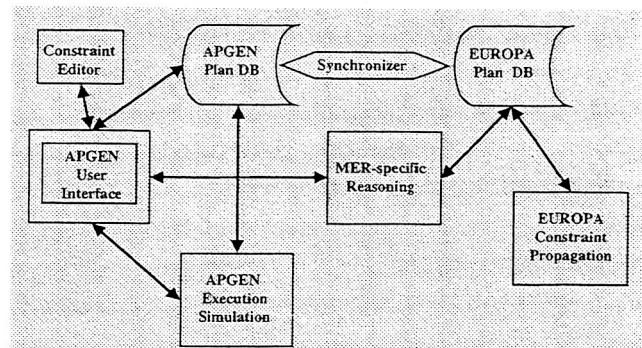 Constraint
Editor
APGEN
Plan DB
Synchronizer
EUROPA
Plan DB
APGEN
User
Interface
MER-specific
Reasoning
EUROPA
Constraint
Propagation
APGEN
Execution
Simulation